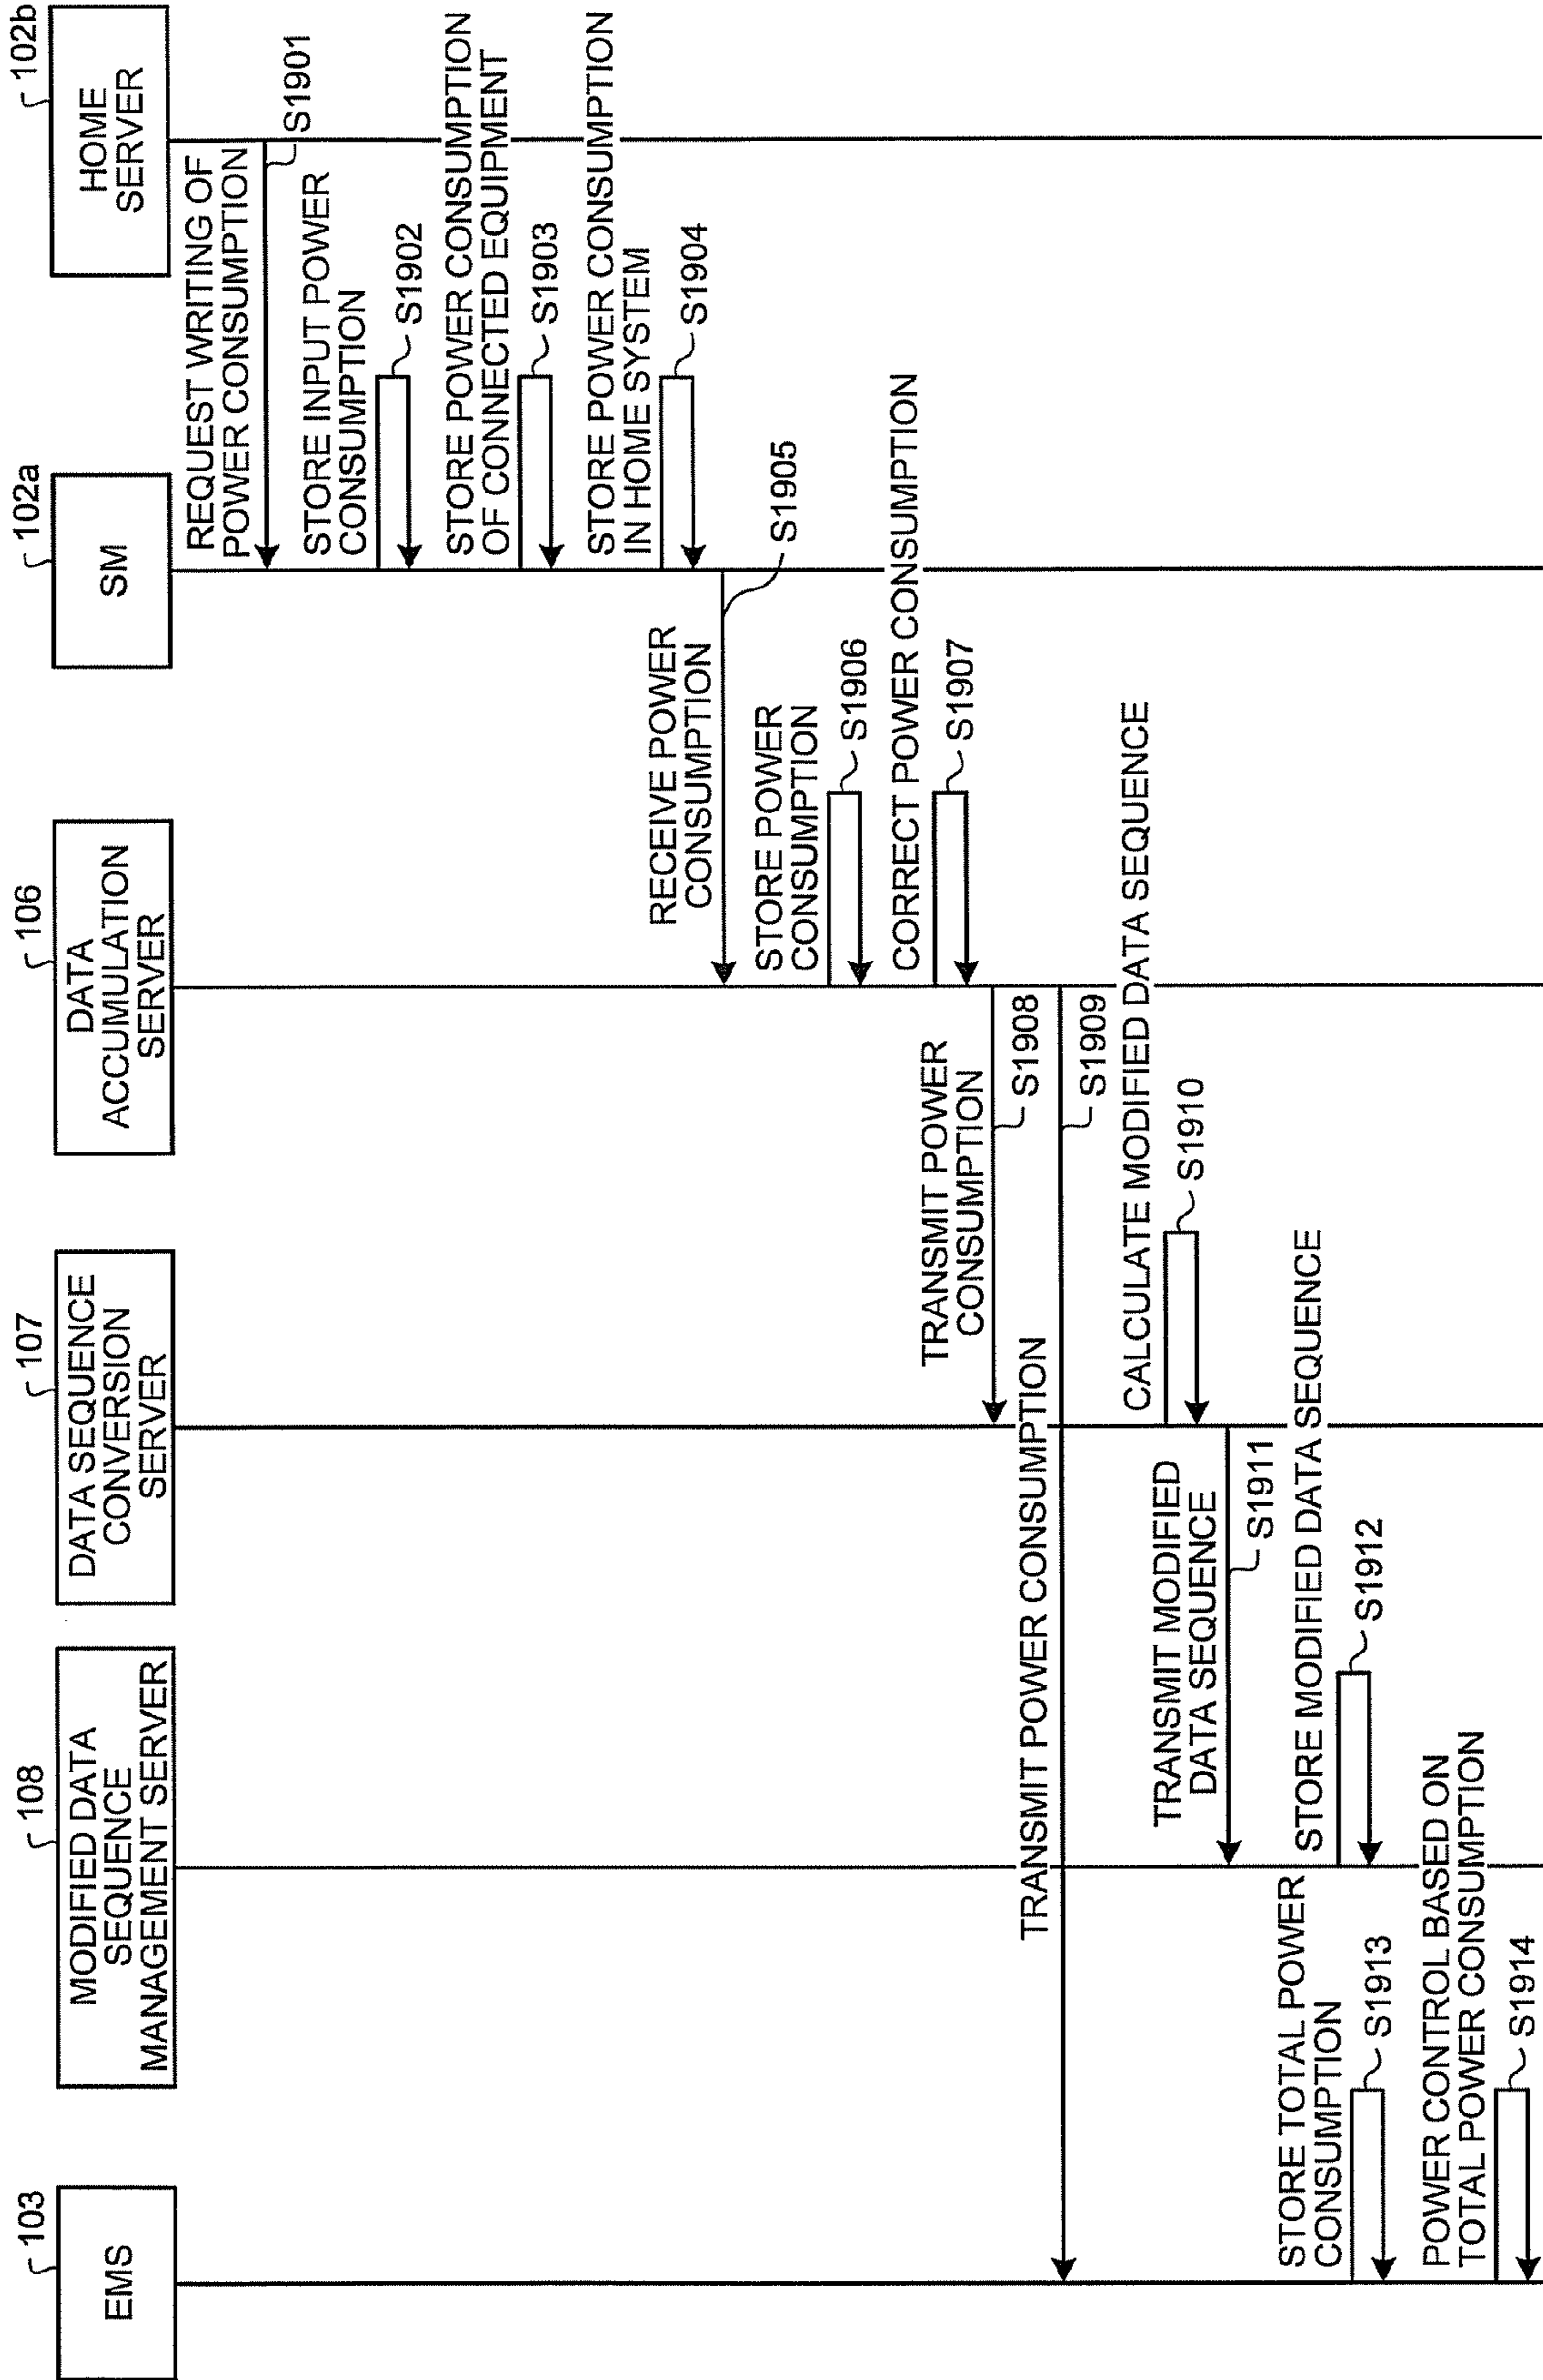 103
EMS
108
MODIFIED DATA
SEQUENCE
MANAGEMENT SERVER
107
DATA SEQUENCE
CONVERSION
SERVER
106
DATA
ACCUMULATION
SERVER
102a
SM
102b
HOME
SERVER
REQUEST WRITING OF
POWER CONSUMPTION
S1901
STORE INPUT POWER
CONSUMPTION
S1902
STORE POWER CONSUMPTION
OF CONNECTED EQUIPMENT
S1903
STORE POWER CONSUMPTION
IN HOME SYSTEM
S1904
RECEIVE POWER
CONSUMPTION
S1905
STORE POWER
CONSUMPTION
S1906
CORRECT POWER CONSUMPTION
S1907
TRANSMIT POWER
CONSUMPTION
S1908
TRANSMIT POWER CONSUMPTION
S1909
CALCULATE MODIFIED DATA SEQUENCE
S1910
TRANSMIT MODIFIED
DATA SEQUENCE
S1911
STORE MODIFIED DATA SEQUENCE
S1912
STORE TOTAL POWER
CONSUMPTION
S1913
POWER CONTROL BASED ON
TOTAL POWER CONSUMPTION
S1914